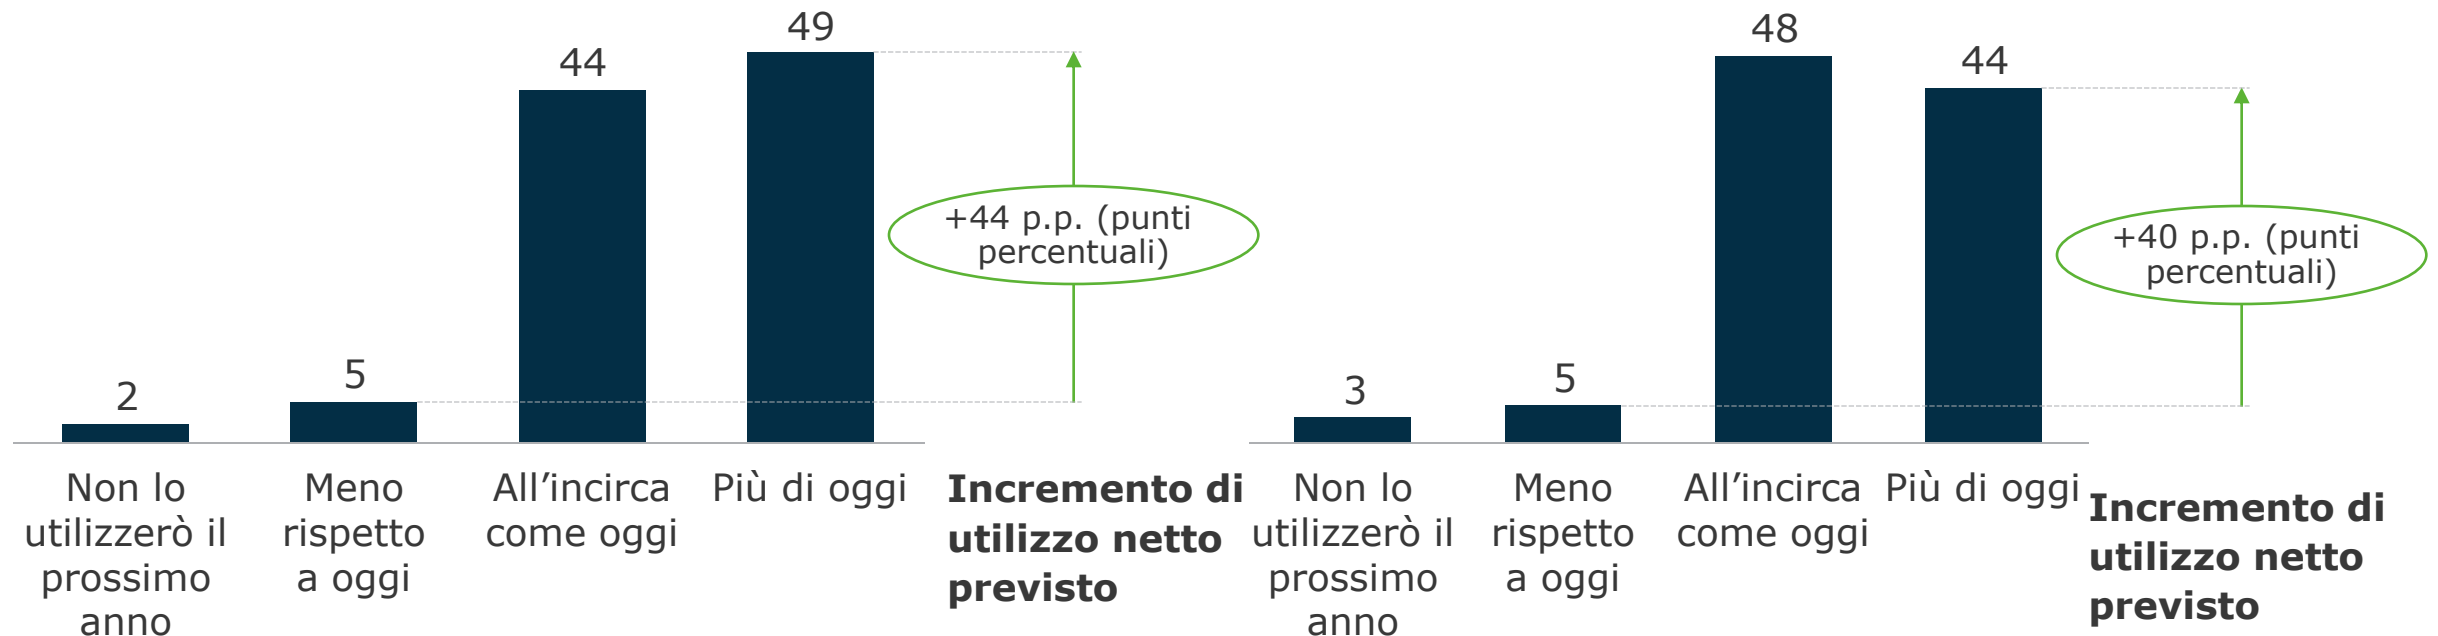 2
5
44
49
+44 p.p. (punti
percentuali)
Non lo
utilizzerò il
prossimo
anno
Meno
rispetto
a oggi
All’incirca
come oggi
Più di oggi
Incremento di
utilizzo netto
previsto
3
5
48
44
+40 p.p. (punti
percentuali)
Non lo
utilizzerò il
prossimo
anno
Meno
rispetto
a oggi
All’incirca
come oggi
Più di oggi
Incremento di
utilizzo netto
previsto